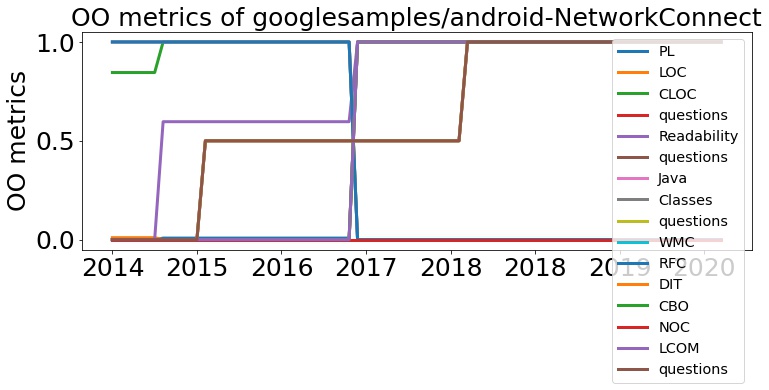 OO metrics of googlesamples/android-NetworkConnect
OO metrics
1.0
0.5
0.0
2014 2015 2016 2017 2018 2018 2019 2020
PL
LOC
CLOC
questions
Readability
questions
Java
Classes
questions
WMC
RFC
DIT
CBO
NOC
LCOM
questions